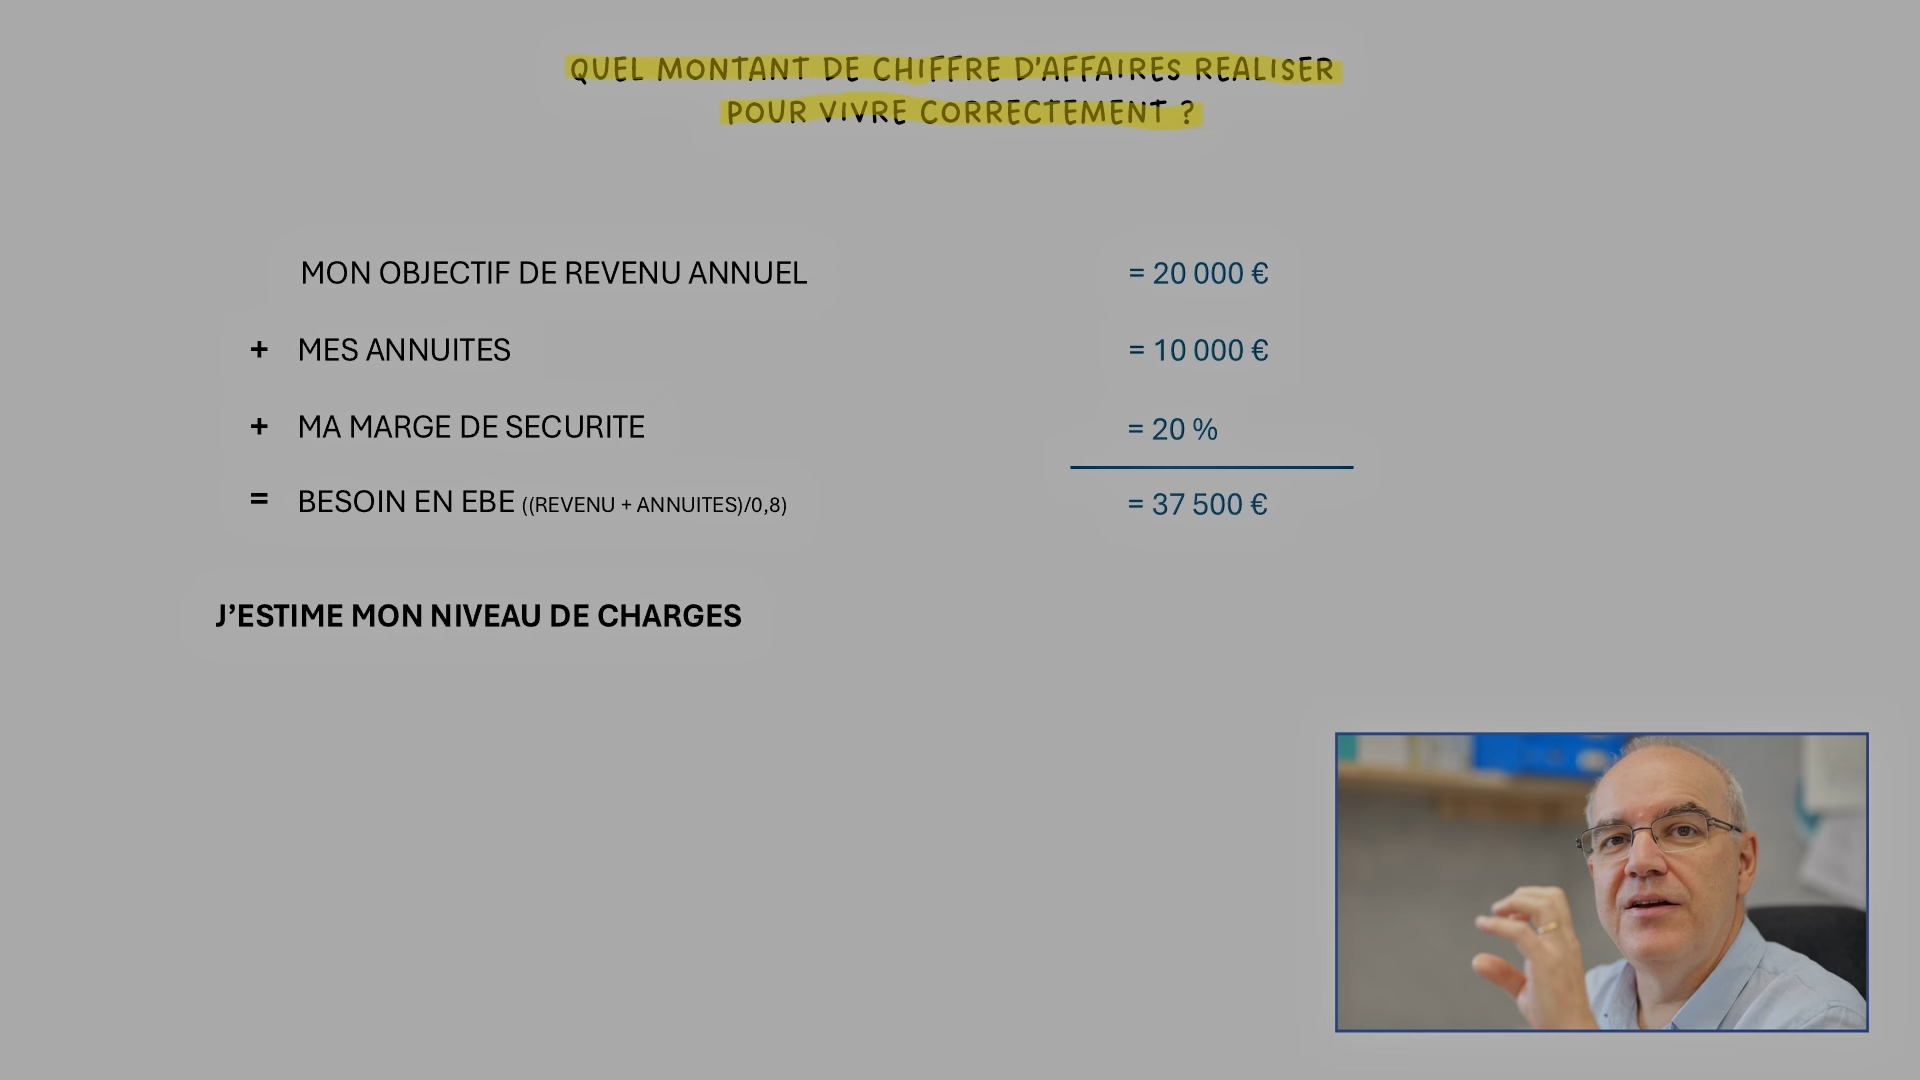 QUEL MONTANT DE CHIFFRE D'AFFAIRES REALISER
POUR VIVRE CORRECTEMENT ?
MON OBJECTIF DE REVENU ANNUEL = 20 000 €
+ MES ANNUITES = 10 000 €
+ MA MARGE DE SECURITE = 20 %
= BESOIN EN EBE ((REVENU + ANNUITES)/0,8) = 37 500 €
J’ESTIME MON NIVEAU DE CHARGES